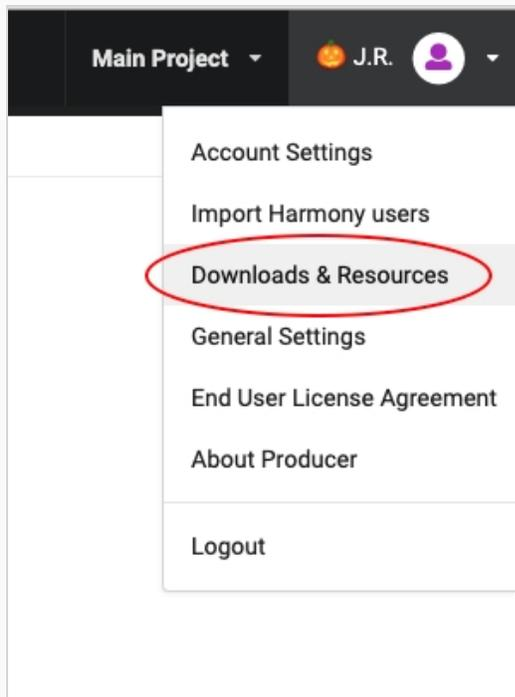 Main Project
🎃 J.R.
Account Settings
Import Harmony users
Downloads & Resources
General Settings
End User License Agreement
About Producer
Logout